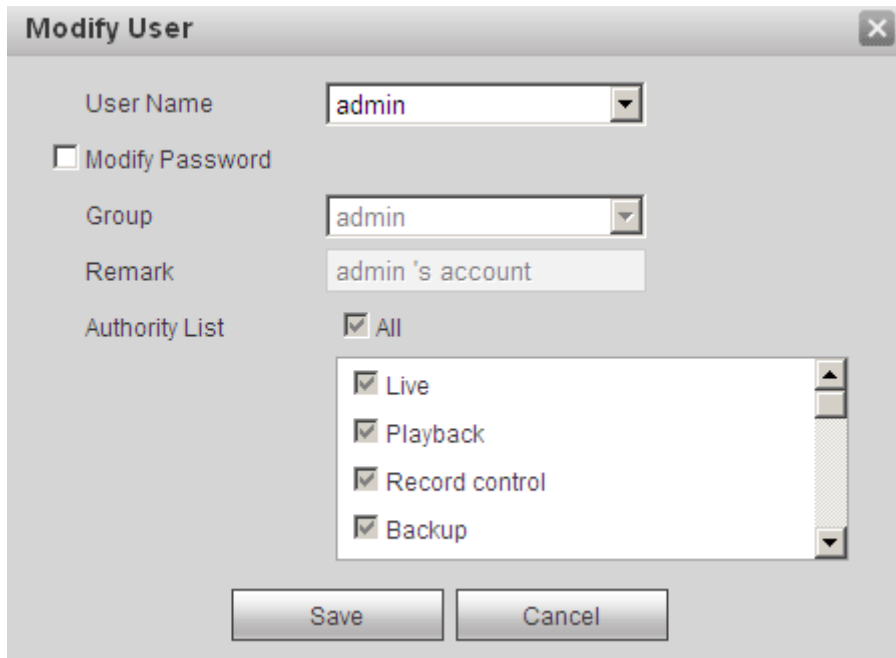 Modify User
User Name admin
Modify Password
Group admin
Remark admin 's account
Authority List All
Live
Playback
Record control
Backup
Save Cancel